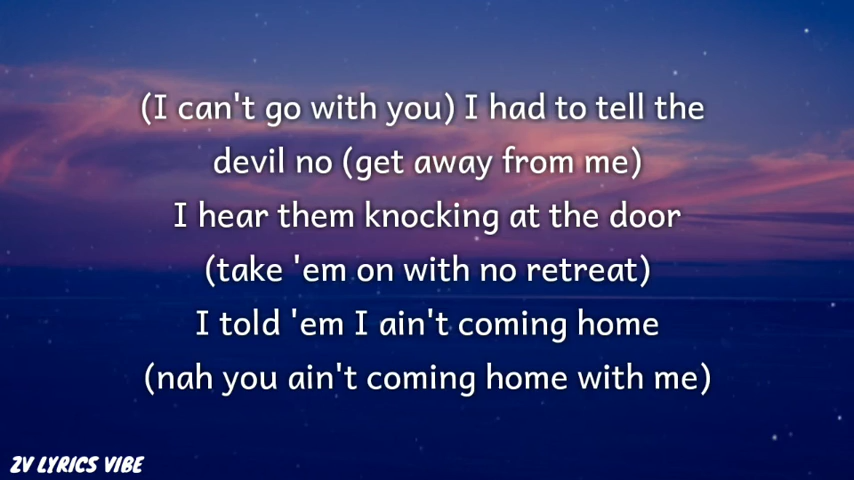 (I can't go with you) I had to tell the
devil no (get away from me)
I hear them knocking at the door
(take 'em on with no retreat)
I told 'em I ain't coming home
(nah you ain't coming home with me)
ZV LYRICS VIBE